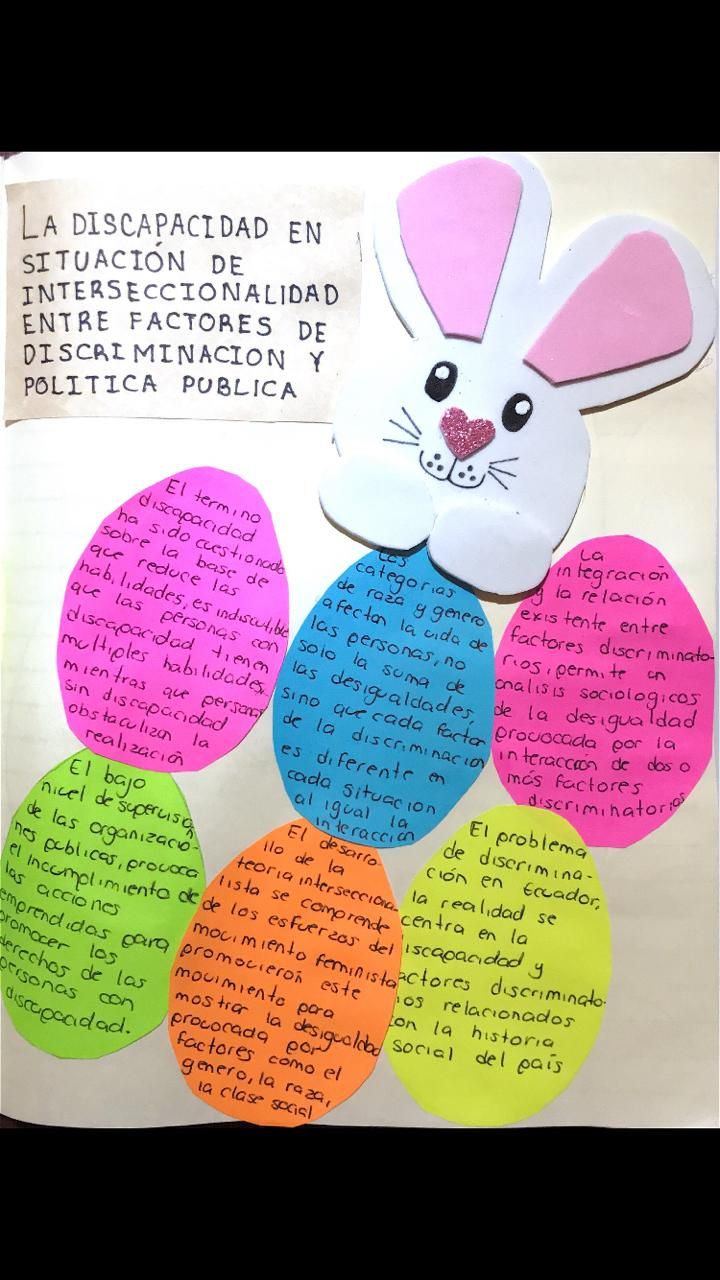 LA DISCAPACIDAD EN
SITUACIÓN DE
INTERSECCIONALIDAD
ENTRE FACTORES DE
DISCRIMINACION Y
POLITICA PUBLICA
El termino
discapacidad
ha sido cuestionado
sobre la base de
que reduce las
habilidades, es indiscutible
que las personas con
discapacidad tienen
multiples habilidades,
mientras que personas
sin discapacidad
obstaculizan la
realización
Las
categorias
de raza y genero
afectan la vida de
las personas, no
solo la suma de
las desigualdades,
sino que cada factor
de la discriminacion
es diferente en
cada situacion
al igual la
interacción
La
integración
y la relación
existente entre
factores discriminato-
rios, permite un
analisis sociologicos
de la desigualdad
provocada por la
interacción de dos o
más factores
discriminatorios
El bajo
nivel de supervisión
de las organizacio-
nes publicas, provoca
el incumplimiento de
las acciones
emprendidas para
promover los
derechos de las
personas con
discapacidad.
El desarro
llo de la
teoria intersecciona-
lista se comprende
de los esfuerzos del
movimiento feminista
promovieron este
movimiento para
mostrar la desigualdad
provocada por
factores como el
genero, la raza,
la clase social
El problema
de discrimina-
ción en Ecuador,
la realidad se
centra en la
iscapacidad y
actores discriminato-
ios relacionados
con la historia
social del país